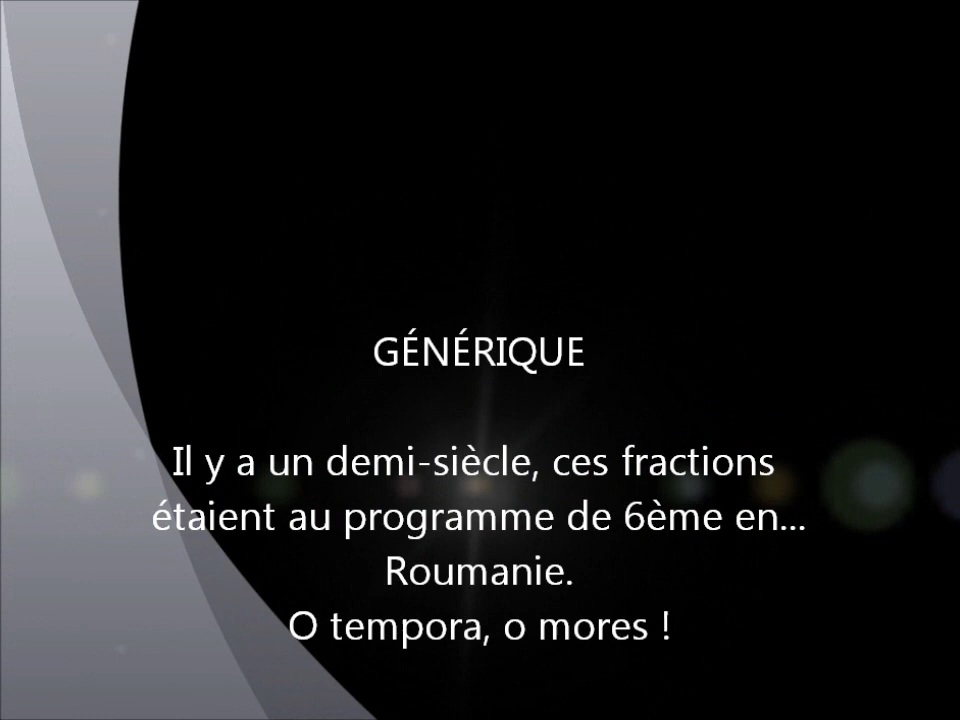 GÉNÉRIQUE
Il y a un demi-siècle, ces fractions
étaient au programme de 6ème en...
Roumanie.
O tempora, o mores !